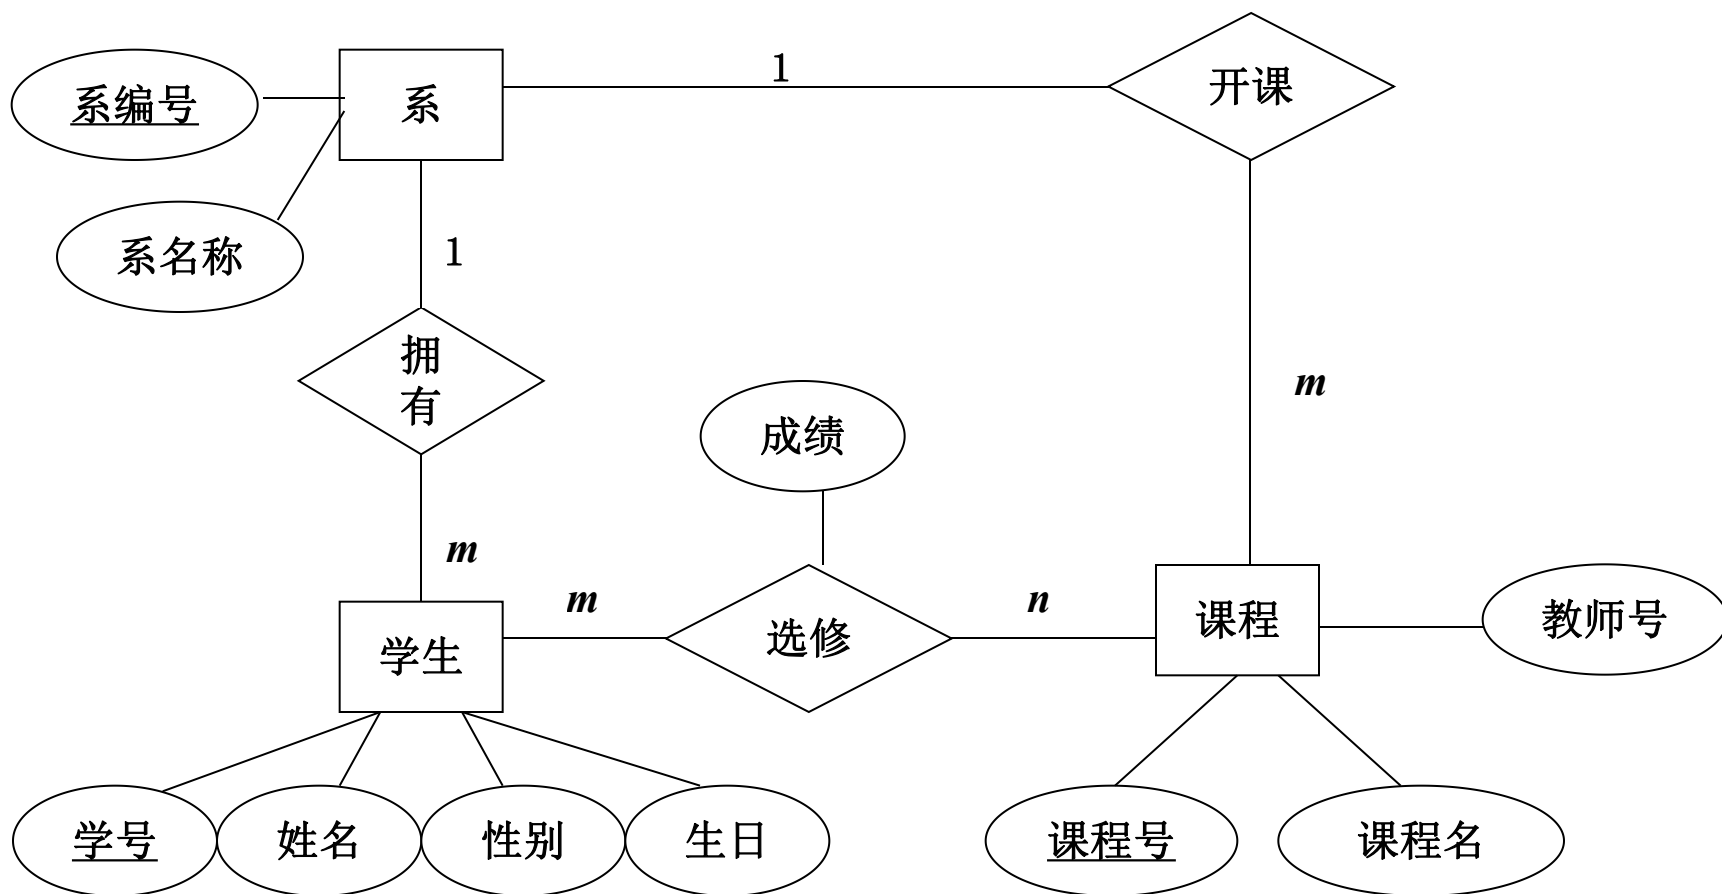 系编号
系
1
开课
系名称
1
拥
有
m
成绩
m
m
n
学生
选修
课程
教师号
学号
姓名
性别
生日
课程号
课程名